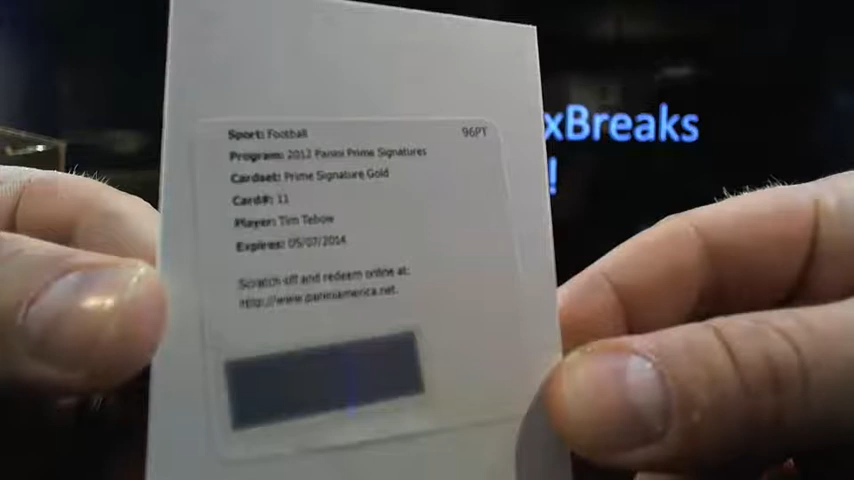 Sport: Football 96PT
Program: 2012 Panini Prime Signatures
Cardset: Prime Signature Gold
Card#: 11
Player: Tim Tebow
Expires: 05/07/2014
Scratch-off and redeem online at:
http://www.paniniamerica.net.
xBreaks
!